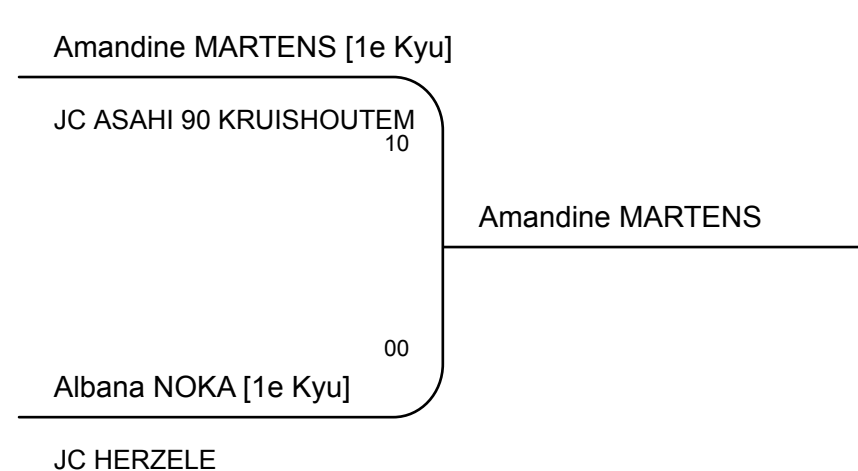 Amandine MARTENS [1e Kyu]
JC ASAHI 90 KRUISHOUTEM
10
Amandine MARTENS
00
Albana NOKA [1e Kyu]
JC HERZELE